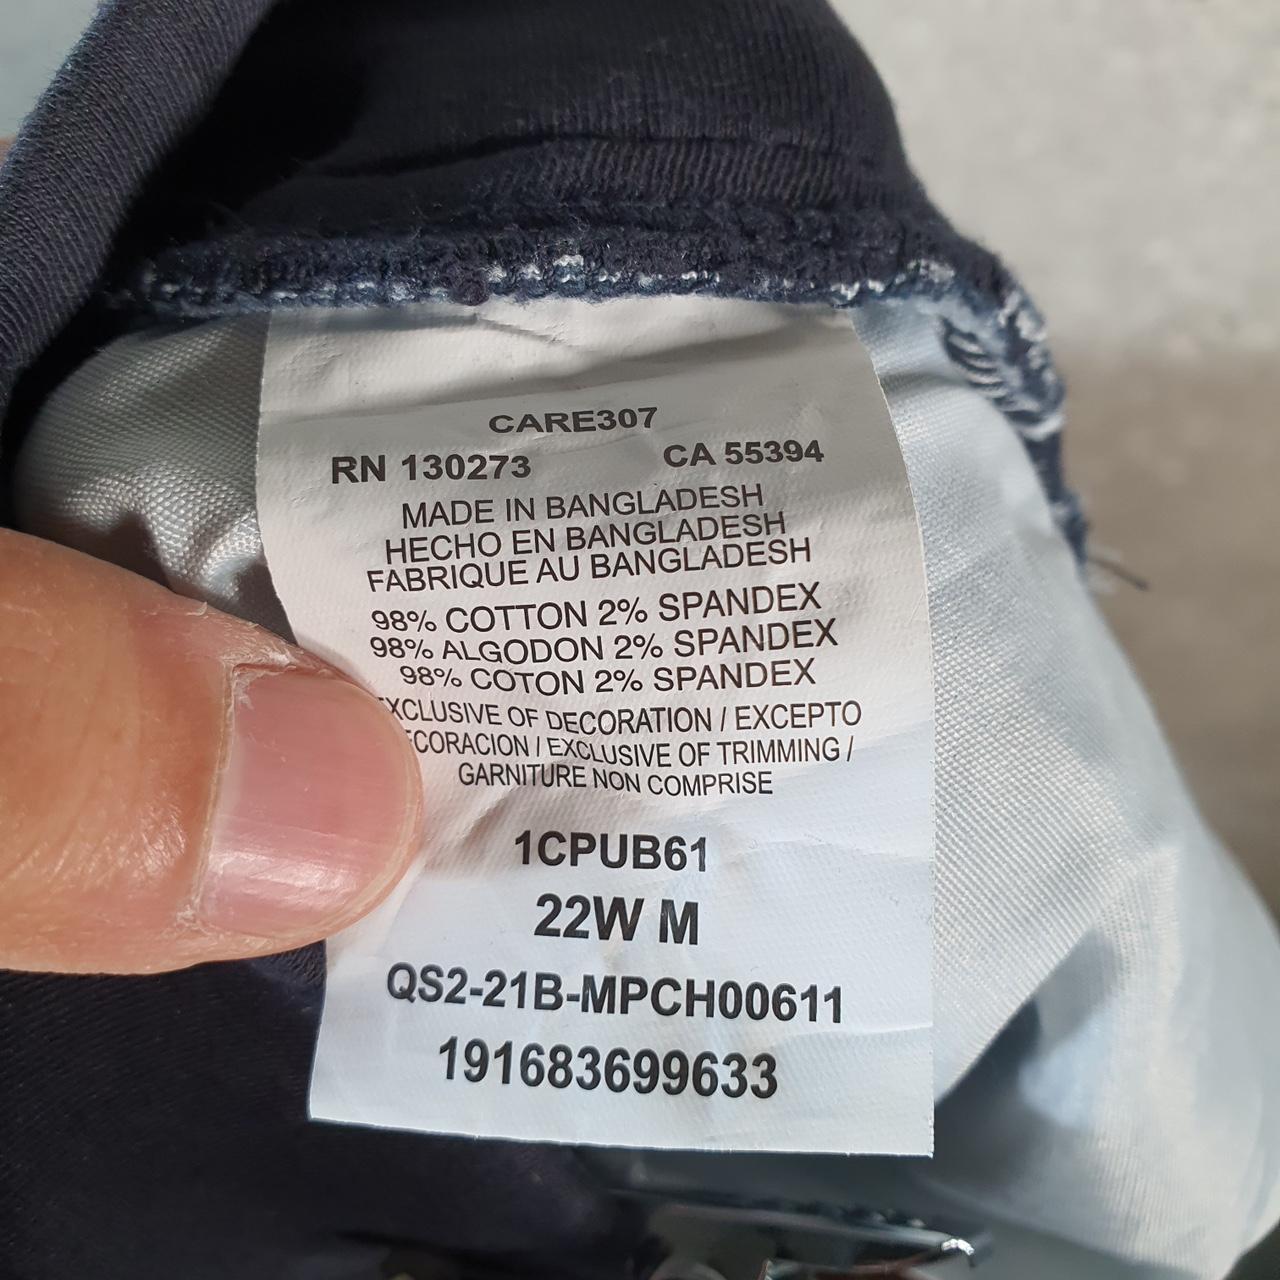 CARE307
RN 130273 CA 55394
MADE IN BANGLADESH
HECHO EN BANGLADESH
FABRIQUE AU BANGLADESH
98% COTTON 2% SPANDEX
98% ALGODON 2% SPANDEX
98% COTON 2% SPANDEX
EXCLUSIVE OF DECORATION / EXCEPTO
DECORACION / EXCLUSIVE OF TRIMMING /
GARNITURE NON COMPRISE
1CPUB61
22W M
QS2-21B-MPCH00611
191683699633